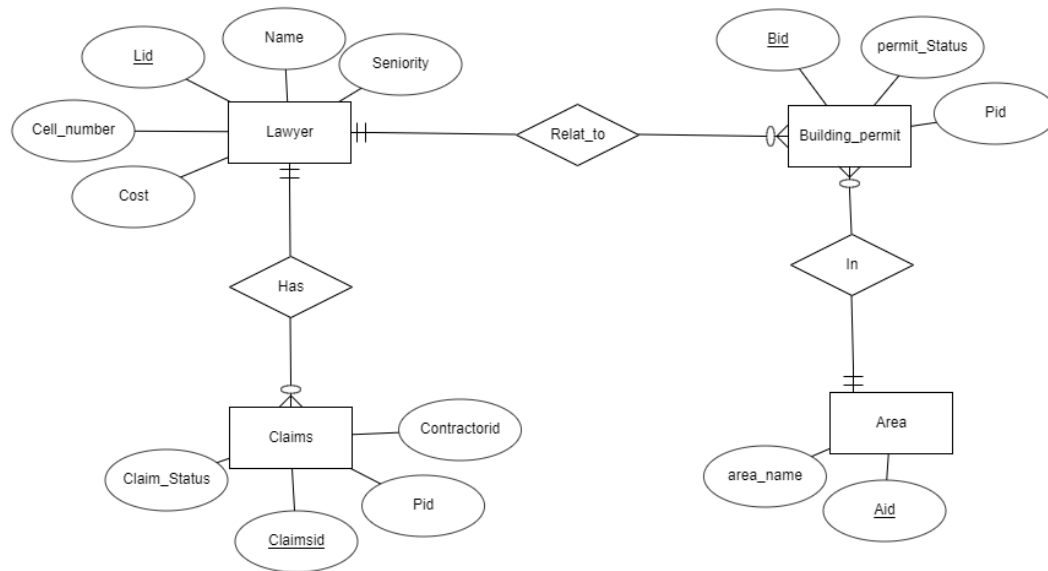 Name
Bid
permit_Status
Lid
Seniority
Pid
Cell_number
Lawyer
Relat_to
Building_permit
Cost
In
Has
Area
Contractorid
Claims
area_name
Claim_Status
Pid
Aid
Claimsid